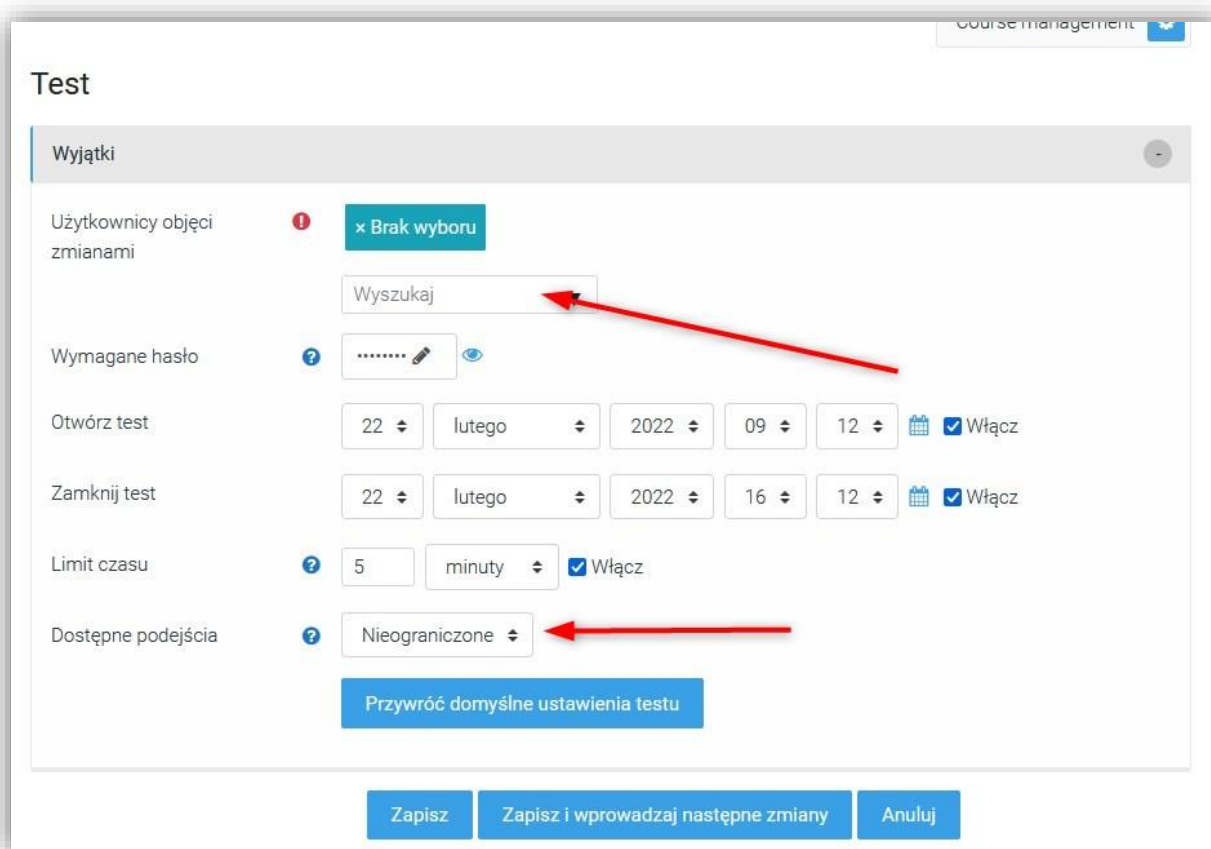 Course management
Test
Wyjątki
-
Użytkownicy objęci
zmianami
× Brak wyboru
Wyszukaj
Wymagane hasło
Otwórz test 22 lutego 2022 09 12 Włącz
Zamknij test 22 lutego 2022 16 12 Włącz
Limit czasu 5 minuty Włącz
Dostępne podejścia Nieograniczone
Przywróć domyślne ustawienia testu
Zapisz Zapisz i wprowadzaj następne zmiany Anuluj